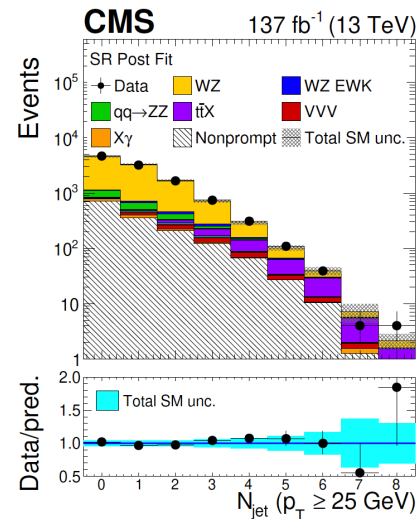 CMS 137 fb⁻¹ (13 TeV)
SR Post Fit
Data WZ WZ EWK
qq→ZZ tt̄X VVV
Xγ Nonprompt Total SM unc.
Events
10⁵
10⁴
10³
10²
10
1
Total SM unc.
Data/pred.
2.0
1.5
1.0
0.5
0 1 2 3 4 5 6 7 8
N_jet (p_T ≥ 25 GeV)